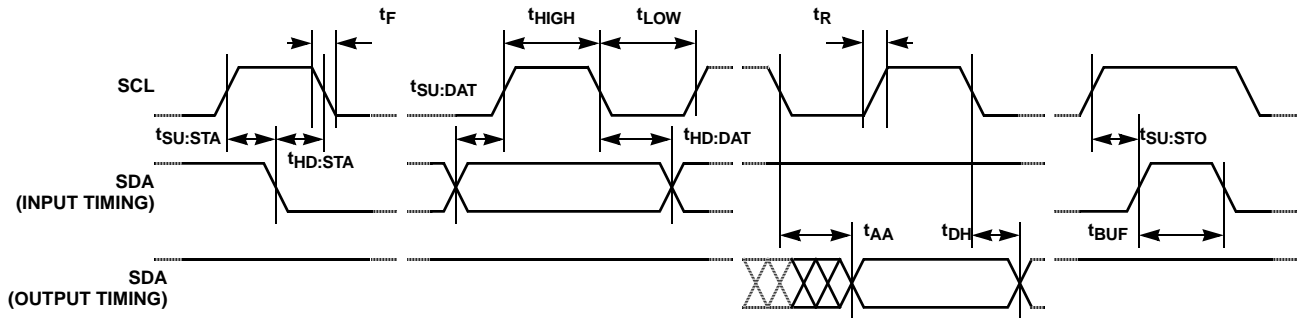 tF
tHIGH
tLOW
tR
SCL
tSU:DAT
tSU:STA
tHD:STA
tHD:DAT
tSU:STO
SDA
(INPUT TIMING)
tAA
tDH
tBUF
SDA
(OUTPUT TIMING)